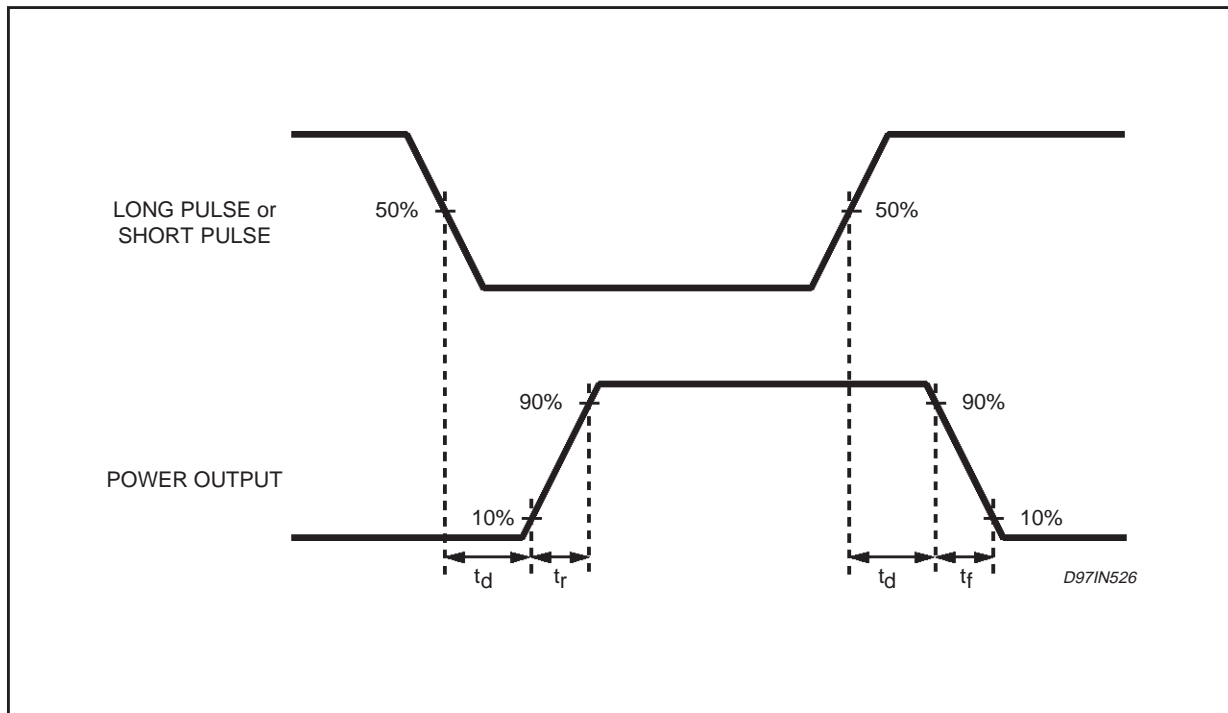 LONG PULSE or
SHORT PULSE
50%
50%
90%
90%
POWER OUTPUT
10%
10%
td
tr
td
tf
D97IN526